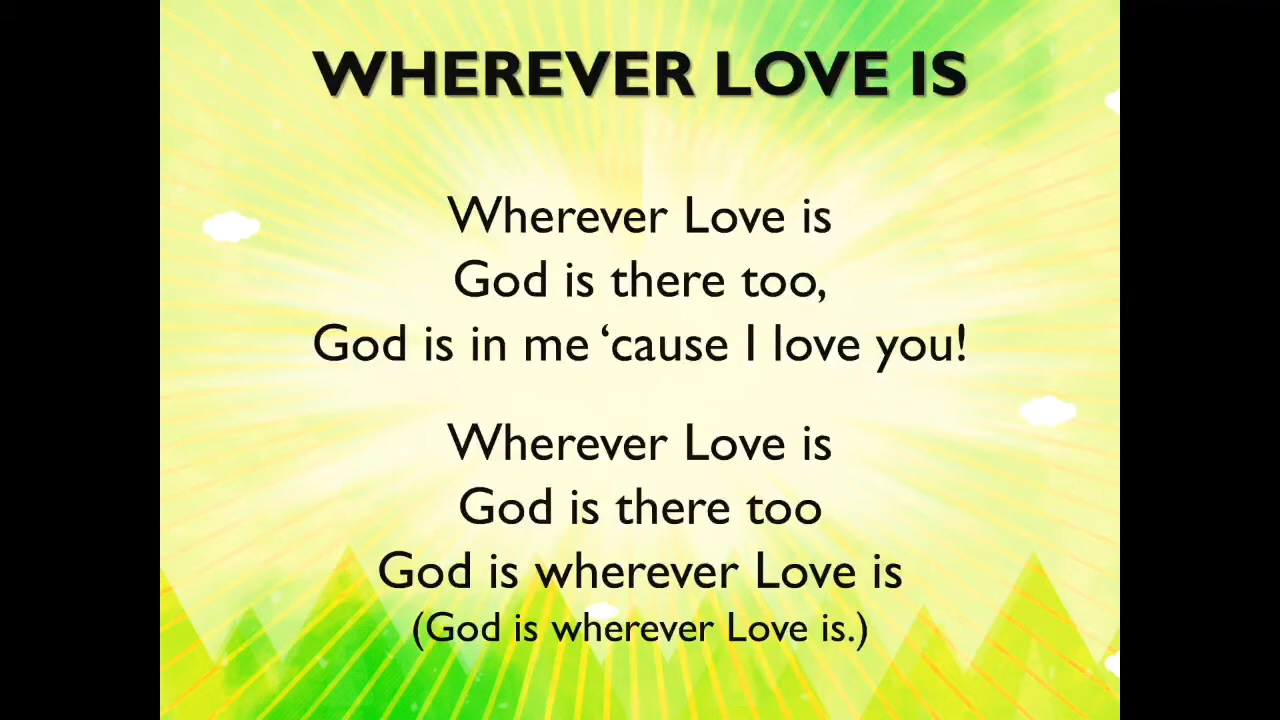 WHEREVER LOVE IS
Wherever Love is
God is there too,
God is in me ‘cause I love you!
Wherever Love is
God is there too
God is wherever Love is
(God is wherever Love is.)